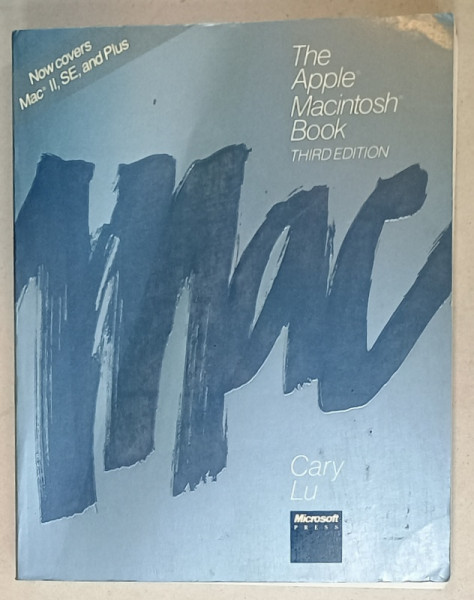 Now covers
Mac® II, SE, and Plus
The
Apple®
Macintosh®
Book
THIRD EDITION
Mac
Cary
Lu
Microsoft®
PRESS